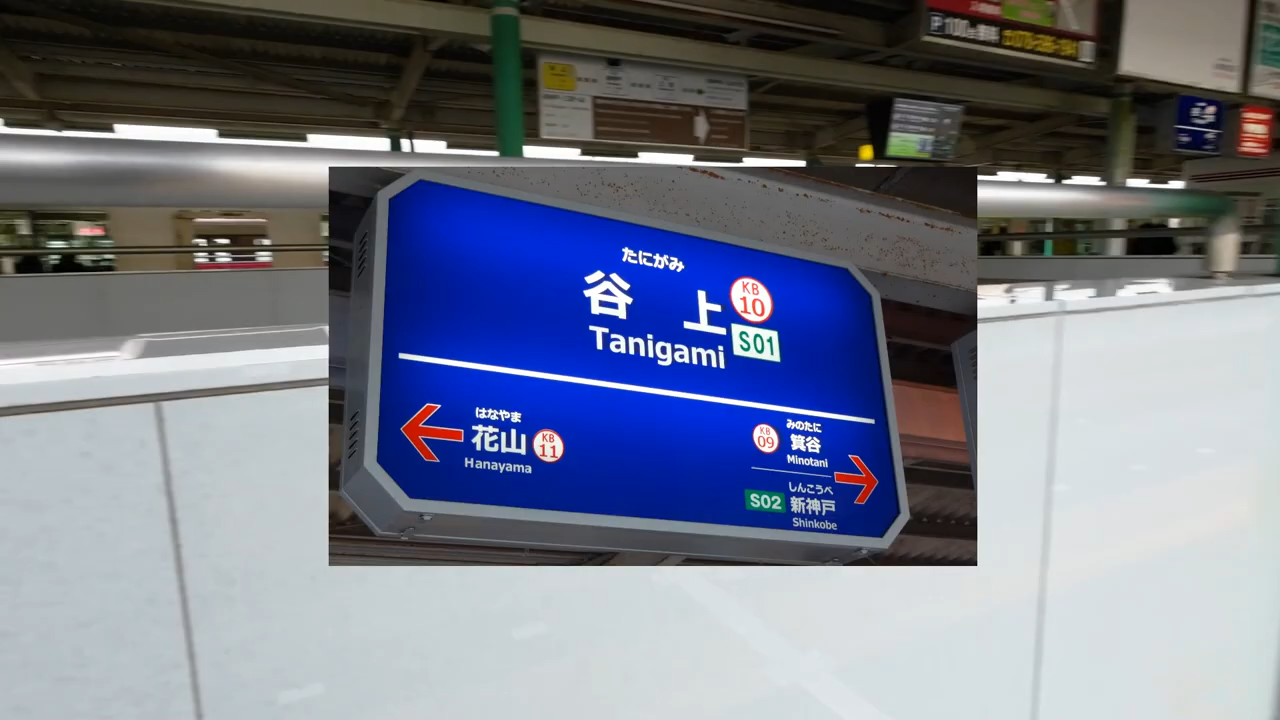 P 100
たにがみ
谷上
KB
10
Tanigami
S01
はなやま
花山
KB
11
Hanayama
KB
09
みのたに
箕谷
Minotani
S02
しんこうべ
新神戸
Shinkobe